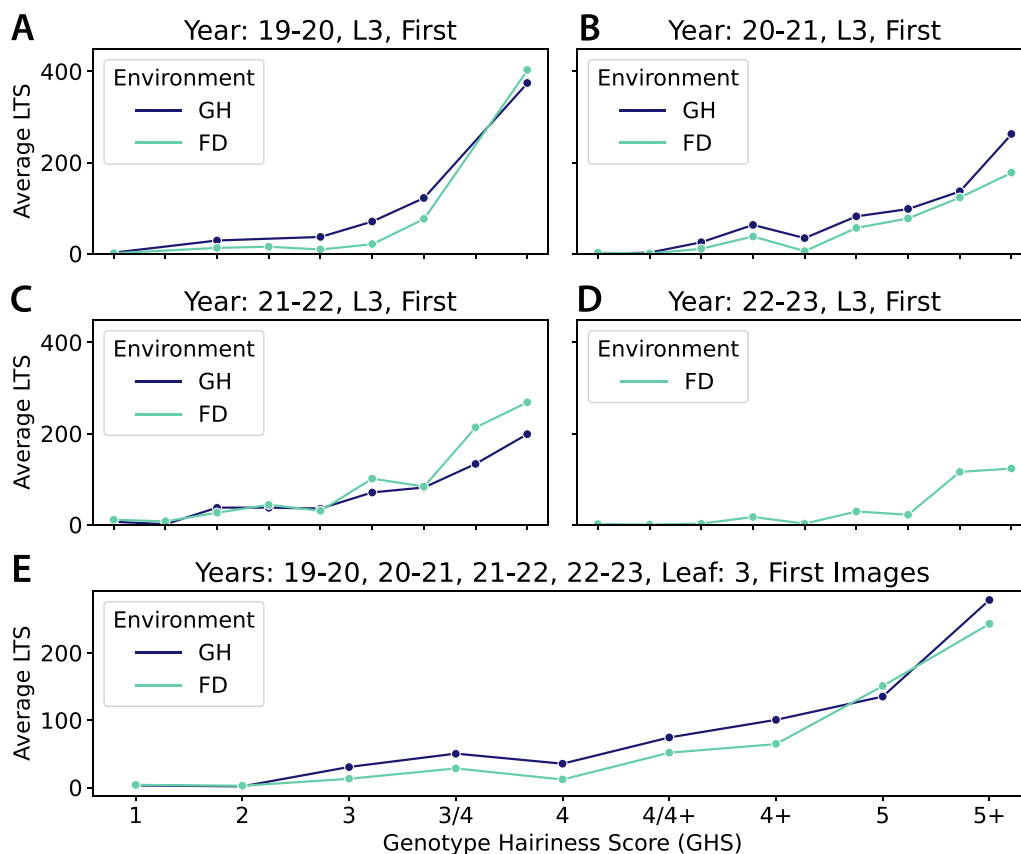 A
Year: 19-20, L3, First
Average LTS
400
200
0
Environment
GH
FD
B
Year: 20-21, L3, First
Environment
GH
FD
C
Year: 21-22, L3, First
Average LTS
400
200
0
Environment
GH
FD
D
Year: 22-23, L3, First
Environment
FD
E
Years: 19-20, 20-21, 21-22, 22-23, Leaf: 3, First Images
Average LTS
200
100
0
Environment
GH
FD
1 2 3 3/4 4 4/4+ 4+ 5 5+
Genotype Hairiness Score (GHS)